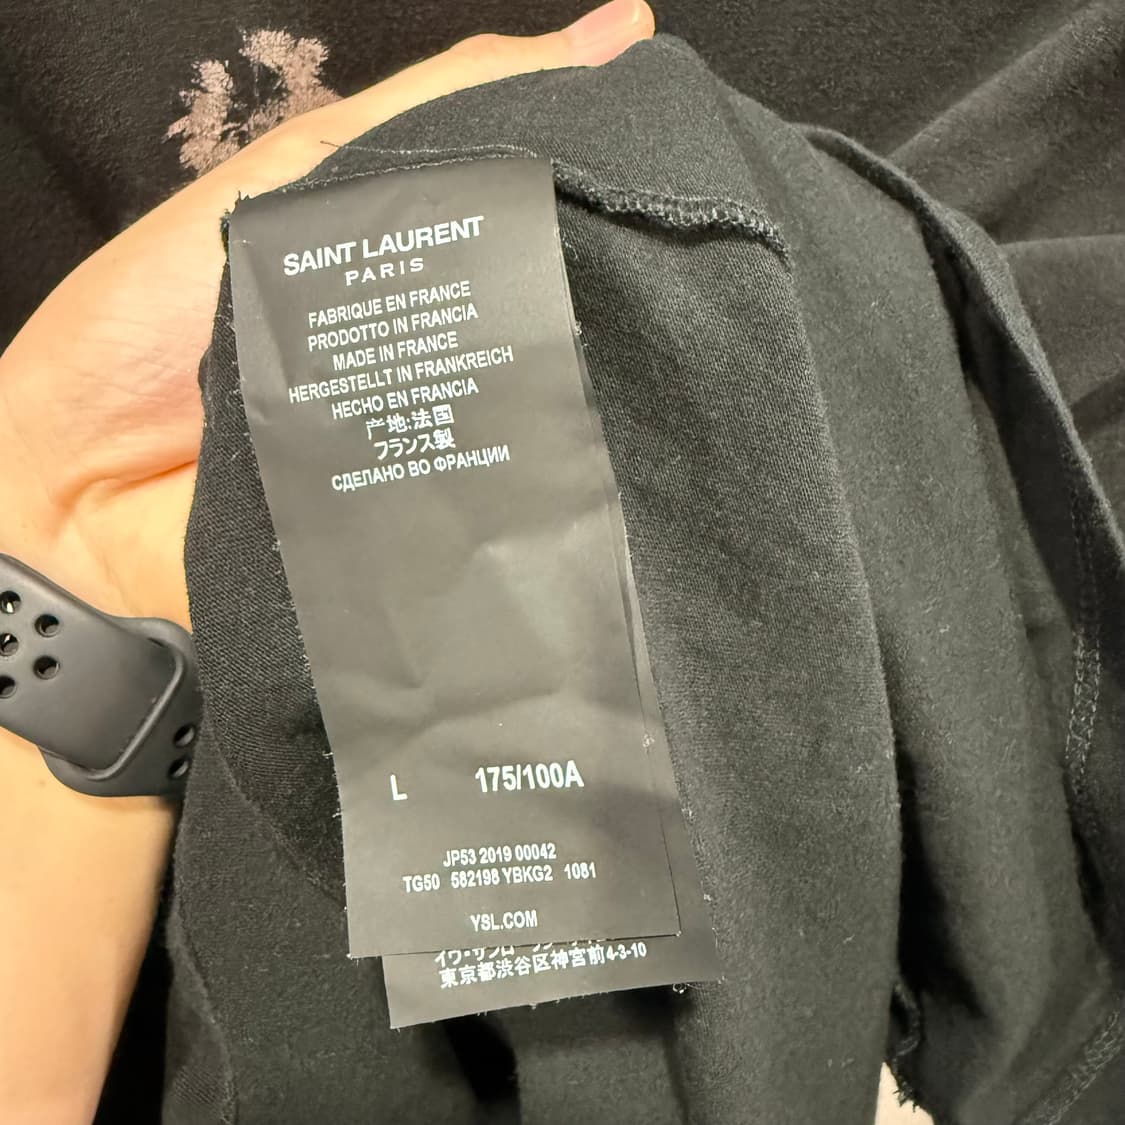 SAINT LAURENT
PARIS
FABRIQUE EN FRANCE
PRODOTTO IN FRANCIA
MADE IN FRANCE
HERGESTELLT IN FRANKREICH
HECHO EN FRANCIA
产地:法国
フランス製
СДЕЛАНО ВО ФРАНЦИИ
L 175/100A
JP53 2019 00042
TG50 582198 YBKG2 1081
YSL.COM
東京都渋谷区神宮前4-3-10